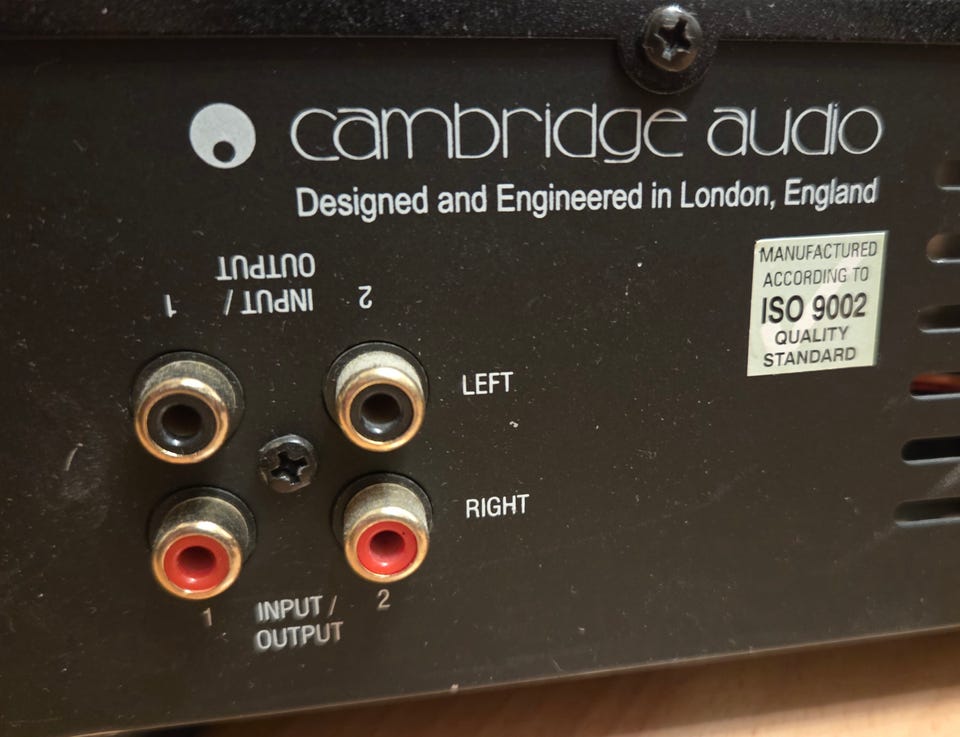 cambridge audio
Designed and Engineered in London, England
MANUFACTURED
ACCORDING TO
ISO 9002
QUALITY
STANDARD
INPUT /
OUTPUT
1
2
LEFT
RIGHT
1
2
INPUT /
OUTPUT